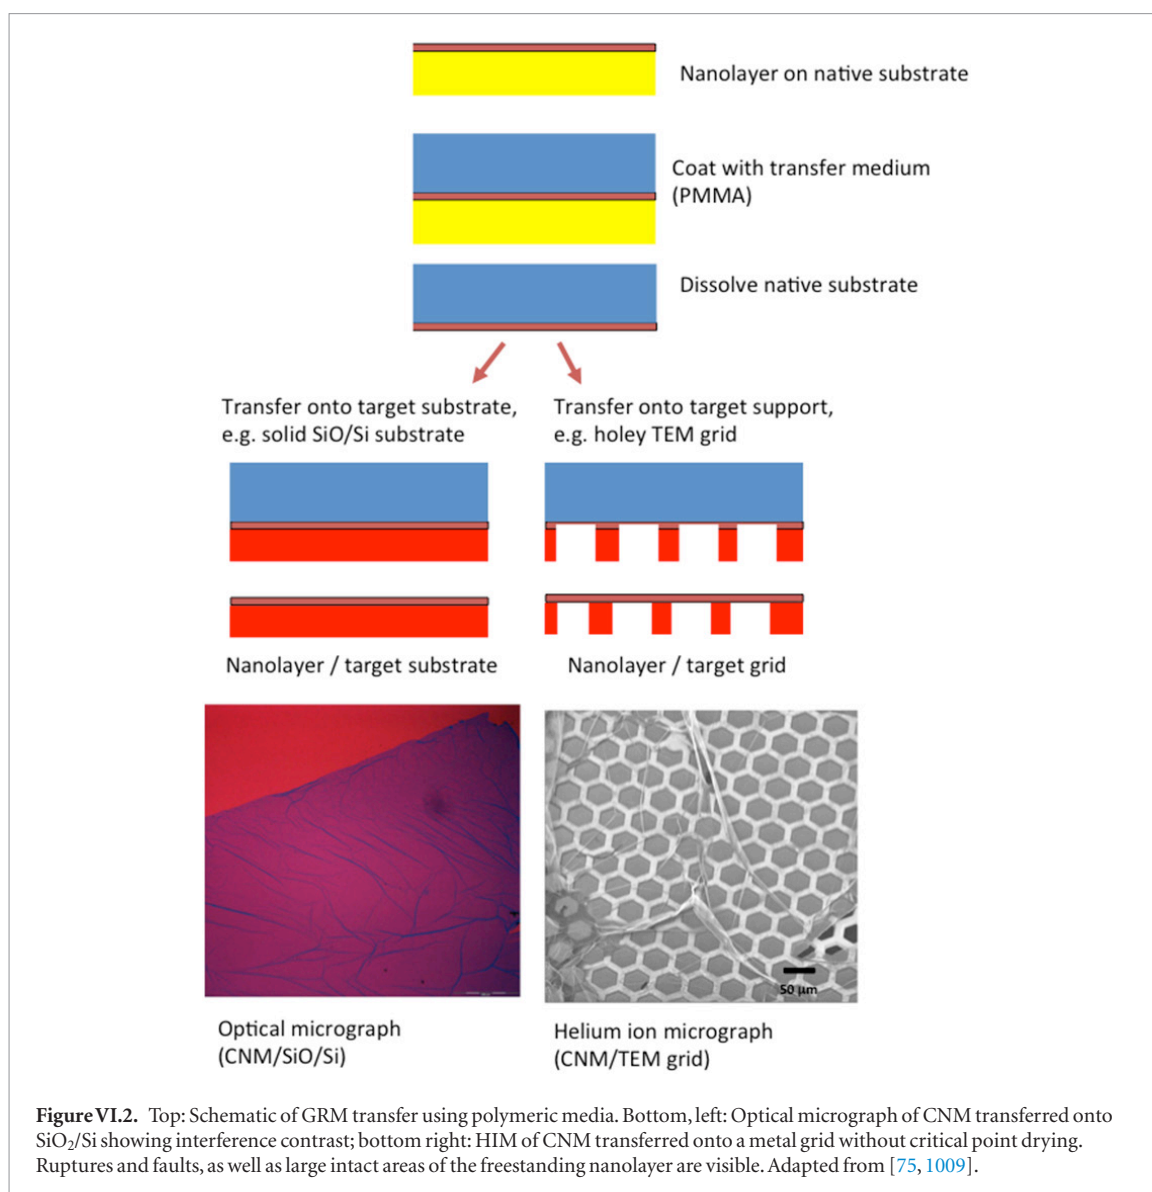 Nanolayer on native substrate
Coat with transfer medium
(PMMA)
Dissolve native substrate
Transfer onto target substrate,
e.g. solid SiO/Si substrate
Transfer onto target support,
e.g. holey TEM grid
Nanolayer / target substrate
Nanolayer / target grid
50 µm
Optical micrograph
(CNM/SiO/Si)
Helium ion micrograph
(CNM/TEM grid)
Figure VI.2. Top: Schematic of GRM transfer using polymeric media. Bottom, left: Optical micrograph of CNM transferred onto
SiO₂/Si showing interference contrast; bottom right: HIM of CNM transferred onto a metal grid without critical point drying.
Ruptures and faults, as well as large intact areas of the freestanding nanolayer are visible. Adapted from [75, 1009].